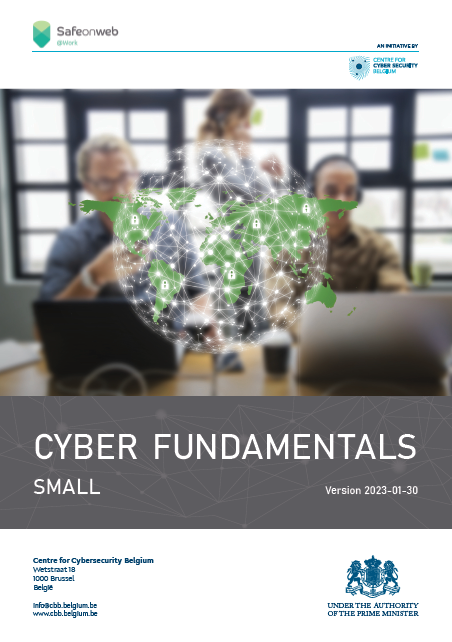 Safeonweb
@Work
AN INITIATIVE BY
CENTRE FOR
CYBER SECURITY
BELGIUM
CYBER FUNDAMENTALS
SMALL
Version 2023-01-30
Centre for Cybersecurity Belgium
Wetstraat 18
1000 Brussel
België
info@cbb.belgium.be
www.cbb.belgium.be
UNDER THE AUTHORITY
OF THE PRIME MINISTER